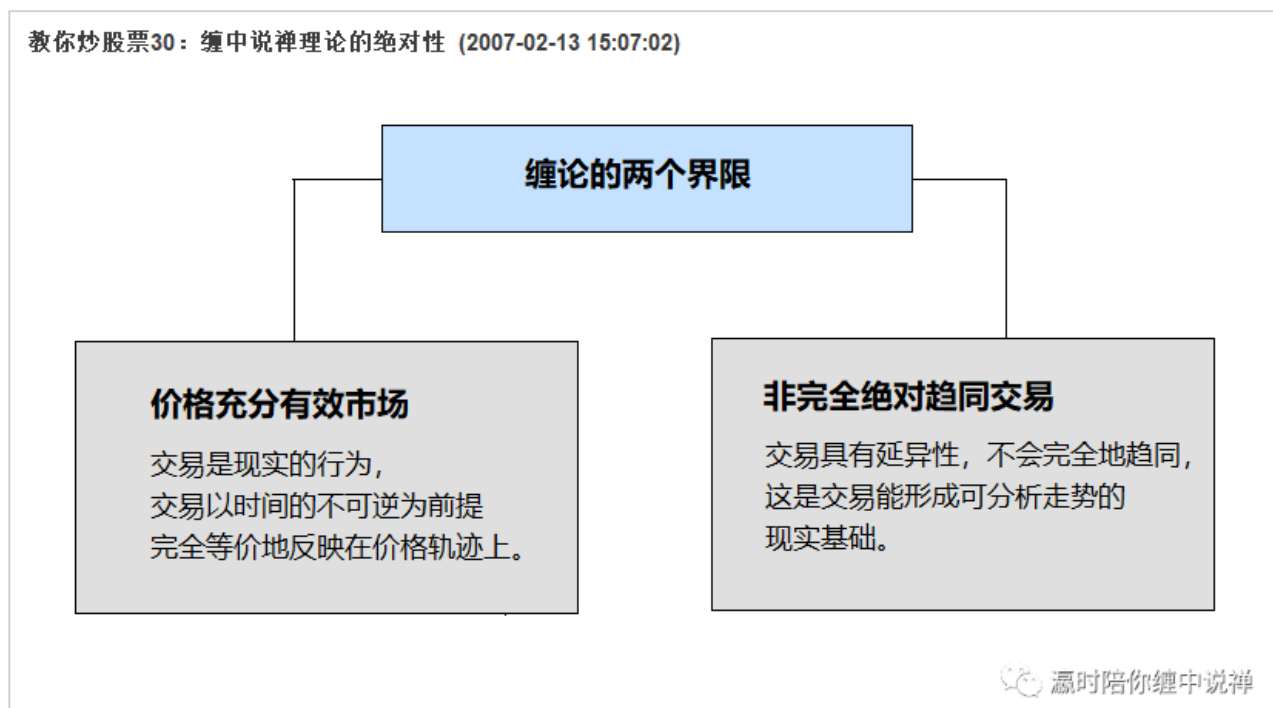 教你炒股票30：缠中说禅理论的绝对性 (2007-02-13 15:07:02)
缠论的两个界限
价格充分有效市场
交易是现实的行为，
交易以时间的不可逆为前提
完全等价地反映在价格轨迹上。
非完全绝对趋同交易
交易具有延异性，不会完全地趋同，
这是交易能形成可分析走势的
现实基础。
瀛时陪你缠中说禅